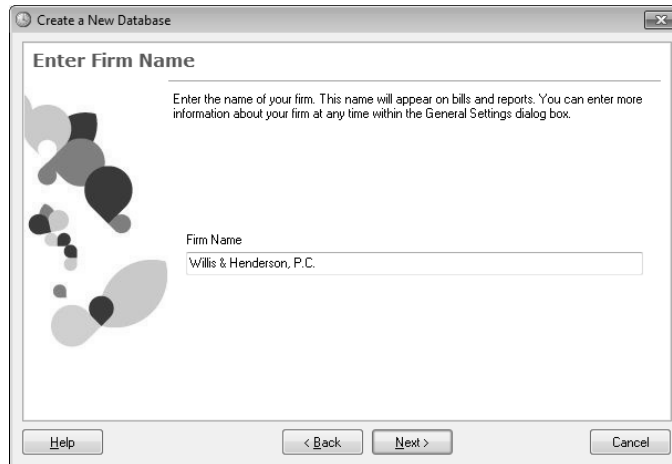 Create a New Database
Enter Firm Name
Enter the name of your firm. This name will appear on bills and reports. You can enter more
information about your firm at any time within the General Settings dialog box.
Firm Name
Willis & Henderson, P.C.
Help
< Back
Next >
Cancel